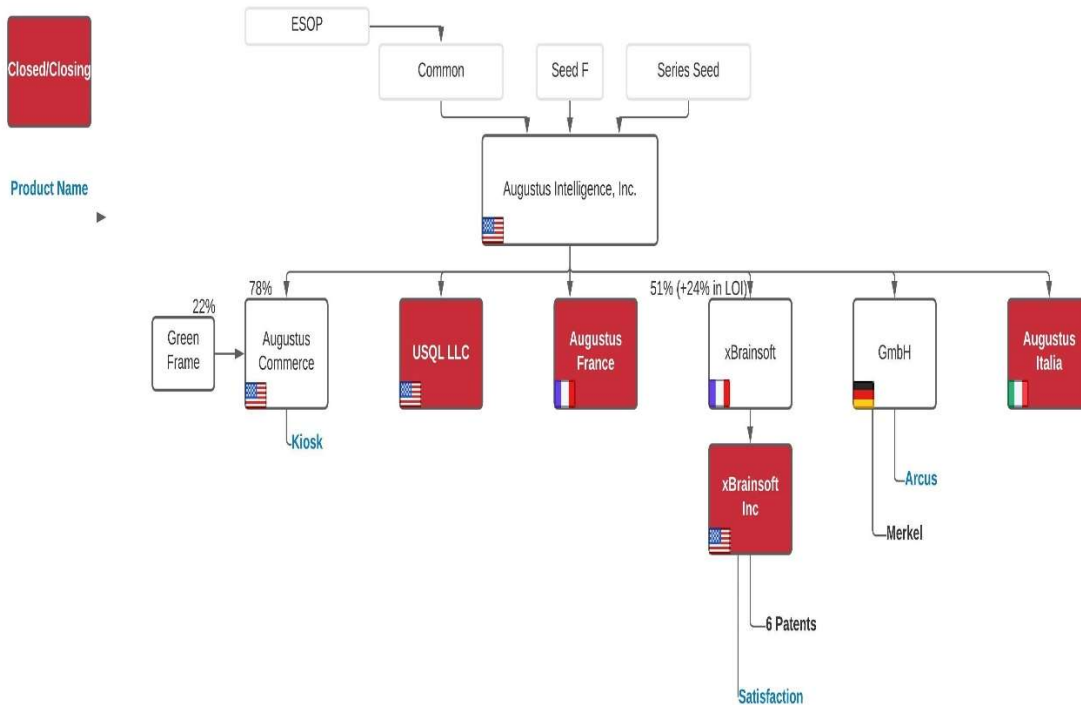 ESOP
Closed/Closing
Common
Seed F
Series Seed
Product Name
Augustus Intelligence, Inc.
78%
51% (+24% in LOI)
22%
Green
Frame
Augustus
Commerce
USQL LLC
Augustus
France
xBrainsoft
GmbH
Augustus
Italia
Kiosk
xBrainsoft
Inc
Arcus
Merkel
6 Patents
Satisfaction